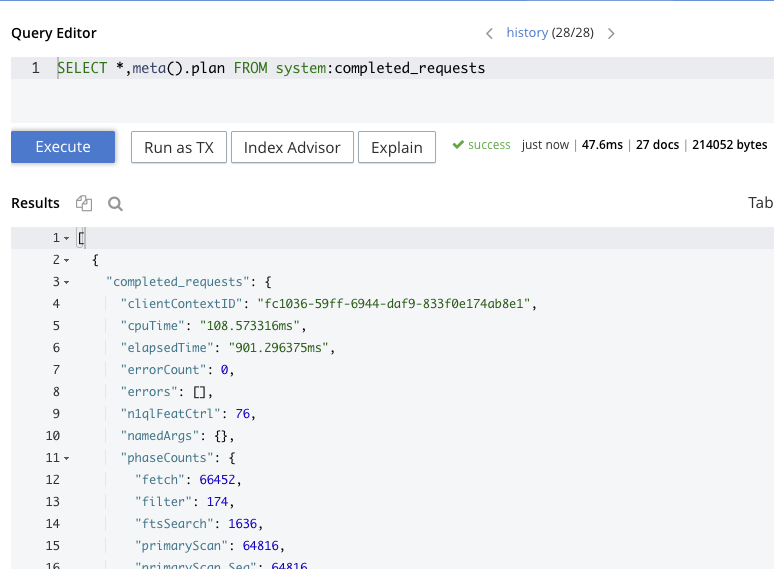 Query Editor
history (28/28)
1 SELECT *,meta().plan FROM system:completed_requests
Execute Run as TX Index Advisor Explain success just now | 47.6ms | 27 docs | 214052 bytes
Results Tab
1 [
2 {
3 "completed_requests": {
4 "clientContextID": "fc1036-59ff-6944-daf9-833f0e174ab8e1",
5 "cpuTime": "108.573316ms",
6 "elapsedTime": "901.296375ms",
7 "errorCount": 0,
8 "errors": [],
9 "n1qlFeatCtrl": 76,
10 "namedArgs": {},
11 "phaseCounts": {
12 "fetch": 66452,
13 "filter": 174,
14 "ftsSearch": 1636,
15 "primaryScan": 64816,
16 "primaryScan.Seq": 64816